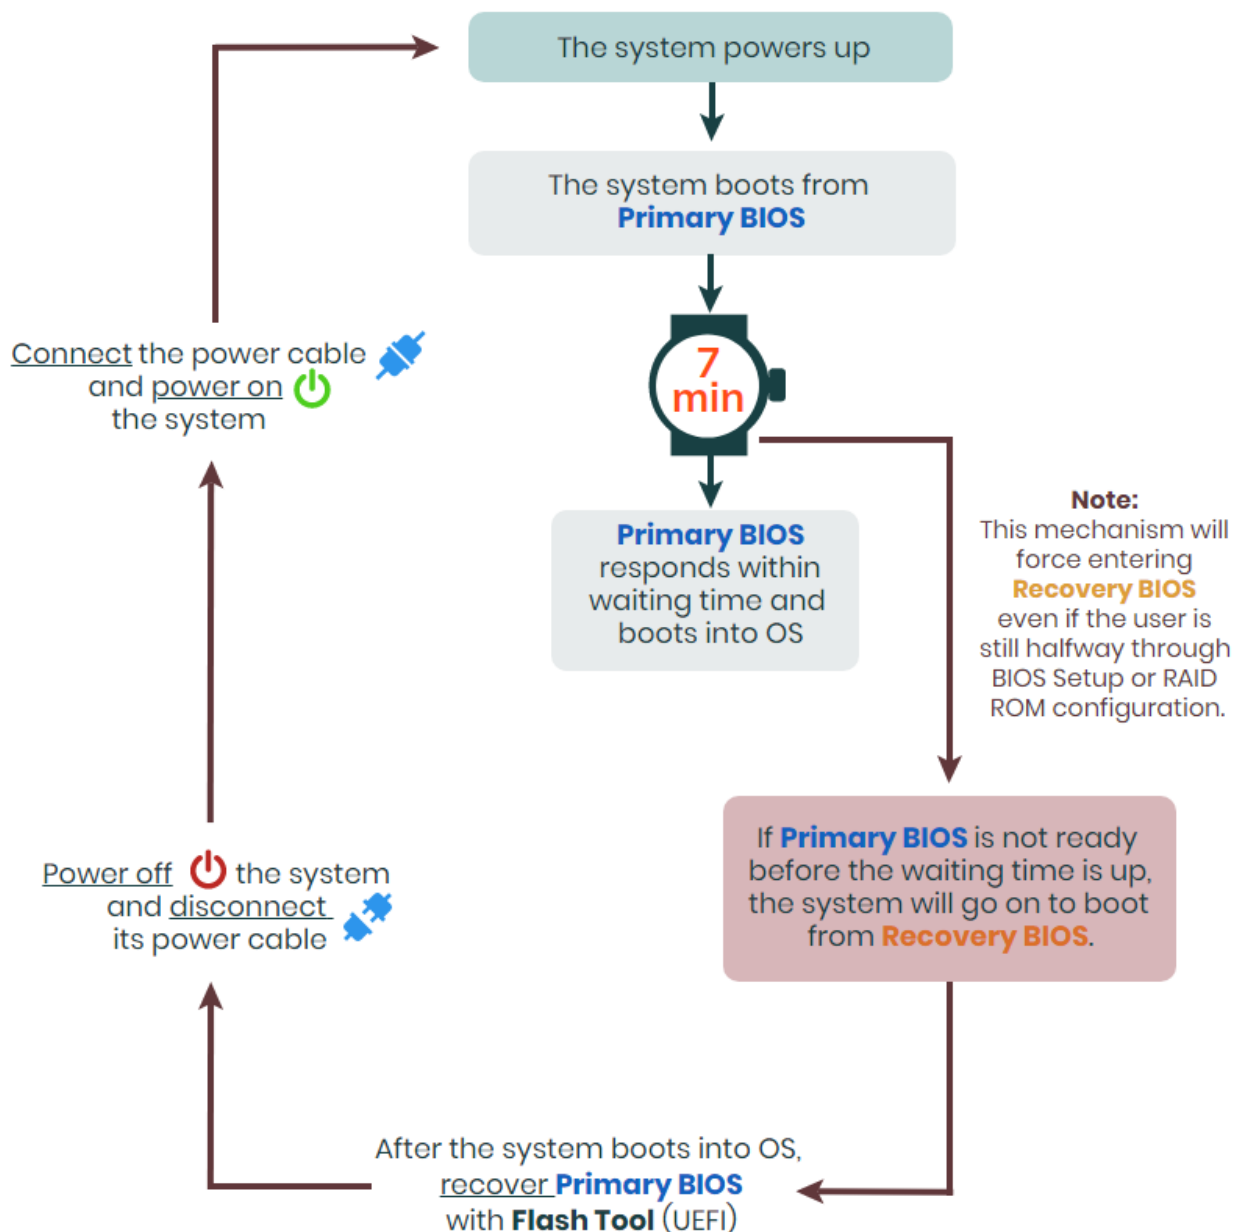 The system powers up
The system boots from
Primary BIOS
7
min
Connect the power cable
and power on
the system
Primary BIOS
responds within
waiting time and
boots into OS
Note:
This mechanism will
force entering
Recovery BIOS
even if the user is
still halfway through
BIOS Setup or RAID
ROM configuration.
If Primary BIOS is not ready
before the waiting time is up,
the system will go on to boot
from Recovery BIOS.
Power off the system
and disconnect
its power cable
After the system boots into OS,
recover Primary BIOS
with Flash Tool (UEFI)